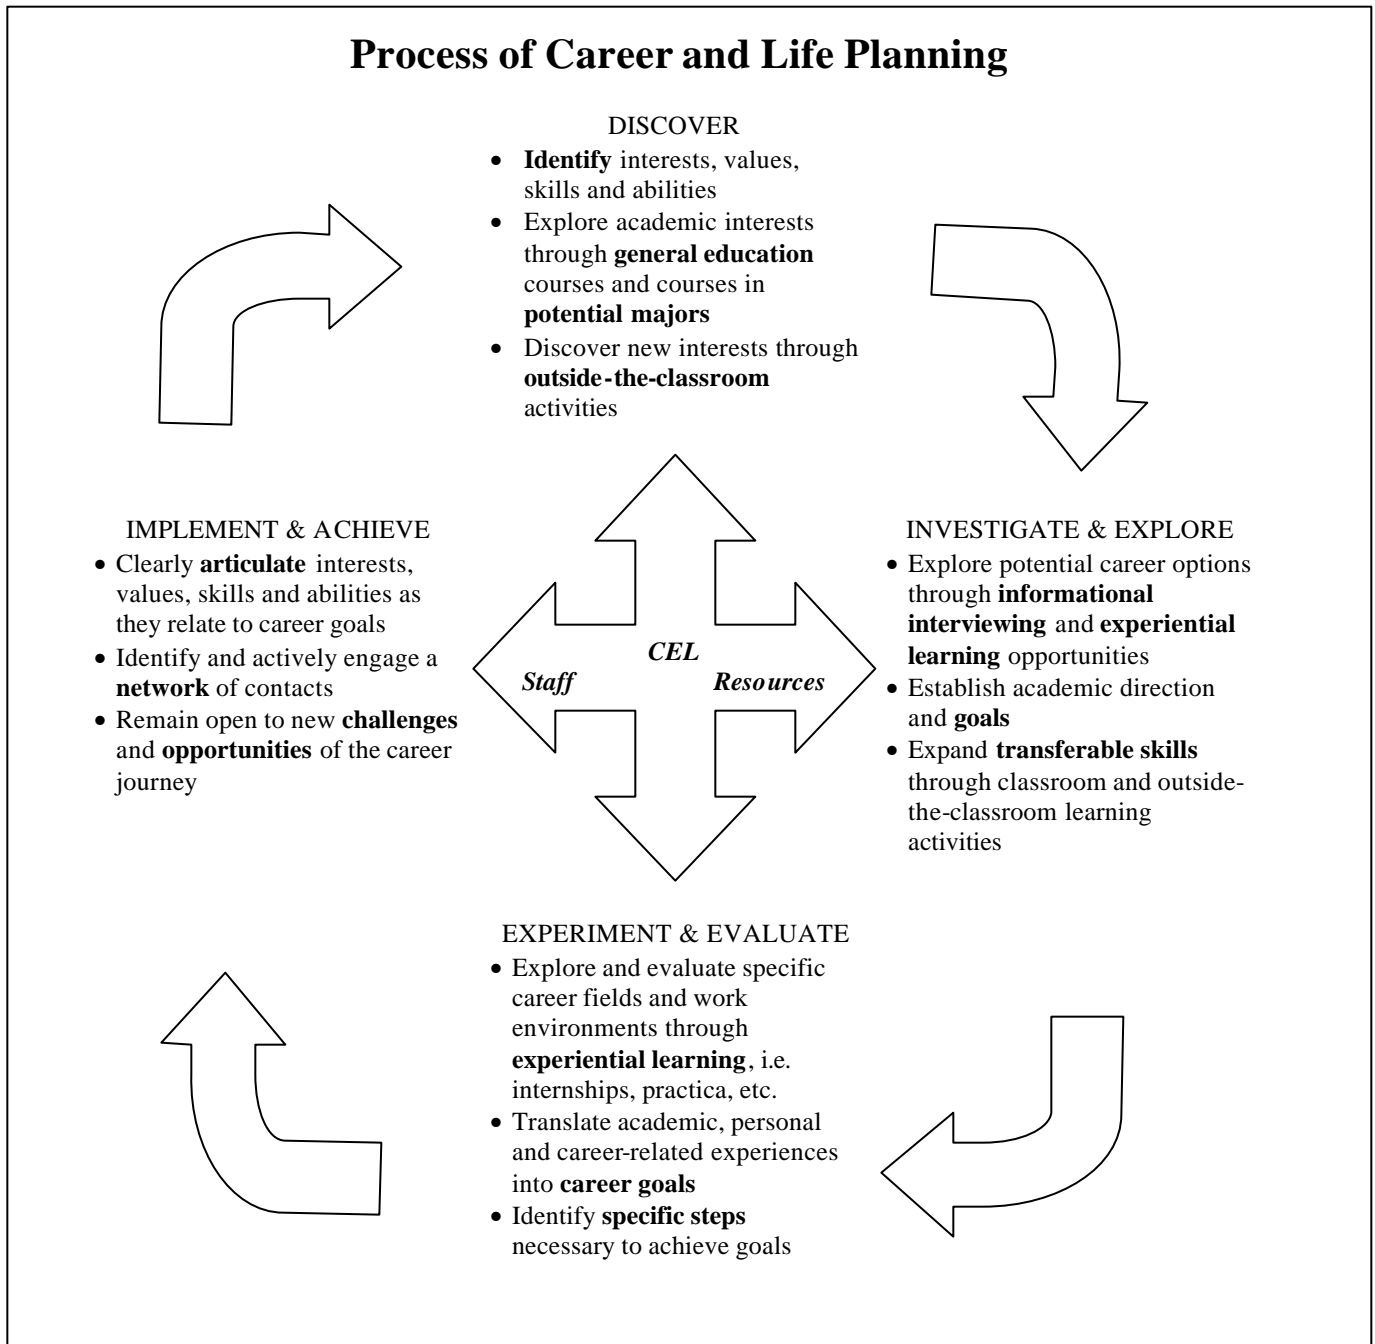 Process of Career and Life Planning
DISCOVER
• Identify interests, values,
skills and abilities
• Explore academic interests
through general education
courses and courses in
potential majors
• Discover new interests through
outside-the-classroom
activities
IMPLEMENT & ACHIEVE
• Clearly articulate interests,
values, skills and abilities as
they relate to career goals
• Identify and actively engage a
network of contacts
• Remain open to new challenges
and opportunities of the career
journey
CEL
Staff Resources
INVESTIGATE & EXPLORE
• Explore potential career options
through informational
interviewing and experiential
learning opportunities
• Establish academic direction
and goals
• Expand transferable skills
through classroom and outside-
the-classroom learning
activities
EXPERIMENT & EVALUATE
• Explore and evaluate specific
career fields and work
environments through
experiential learning, i.e.
internships, practica, etc.
• Translate academic, personal
and career-related experiences
into career goals
• Identify specific steps
necessary to achieve goals